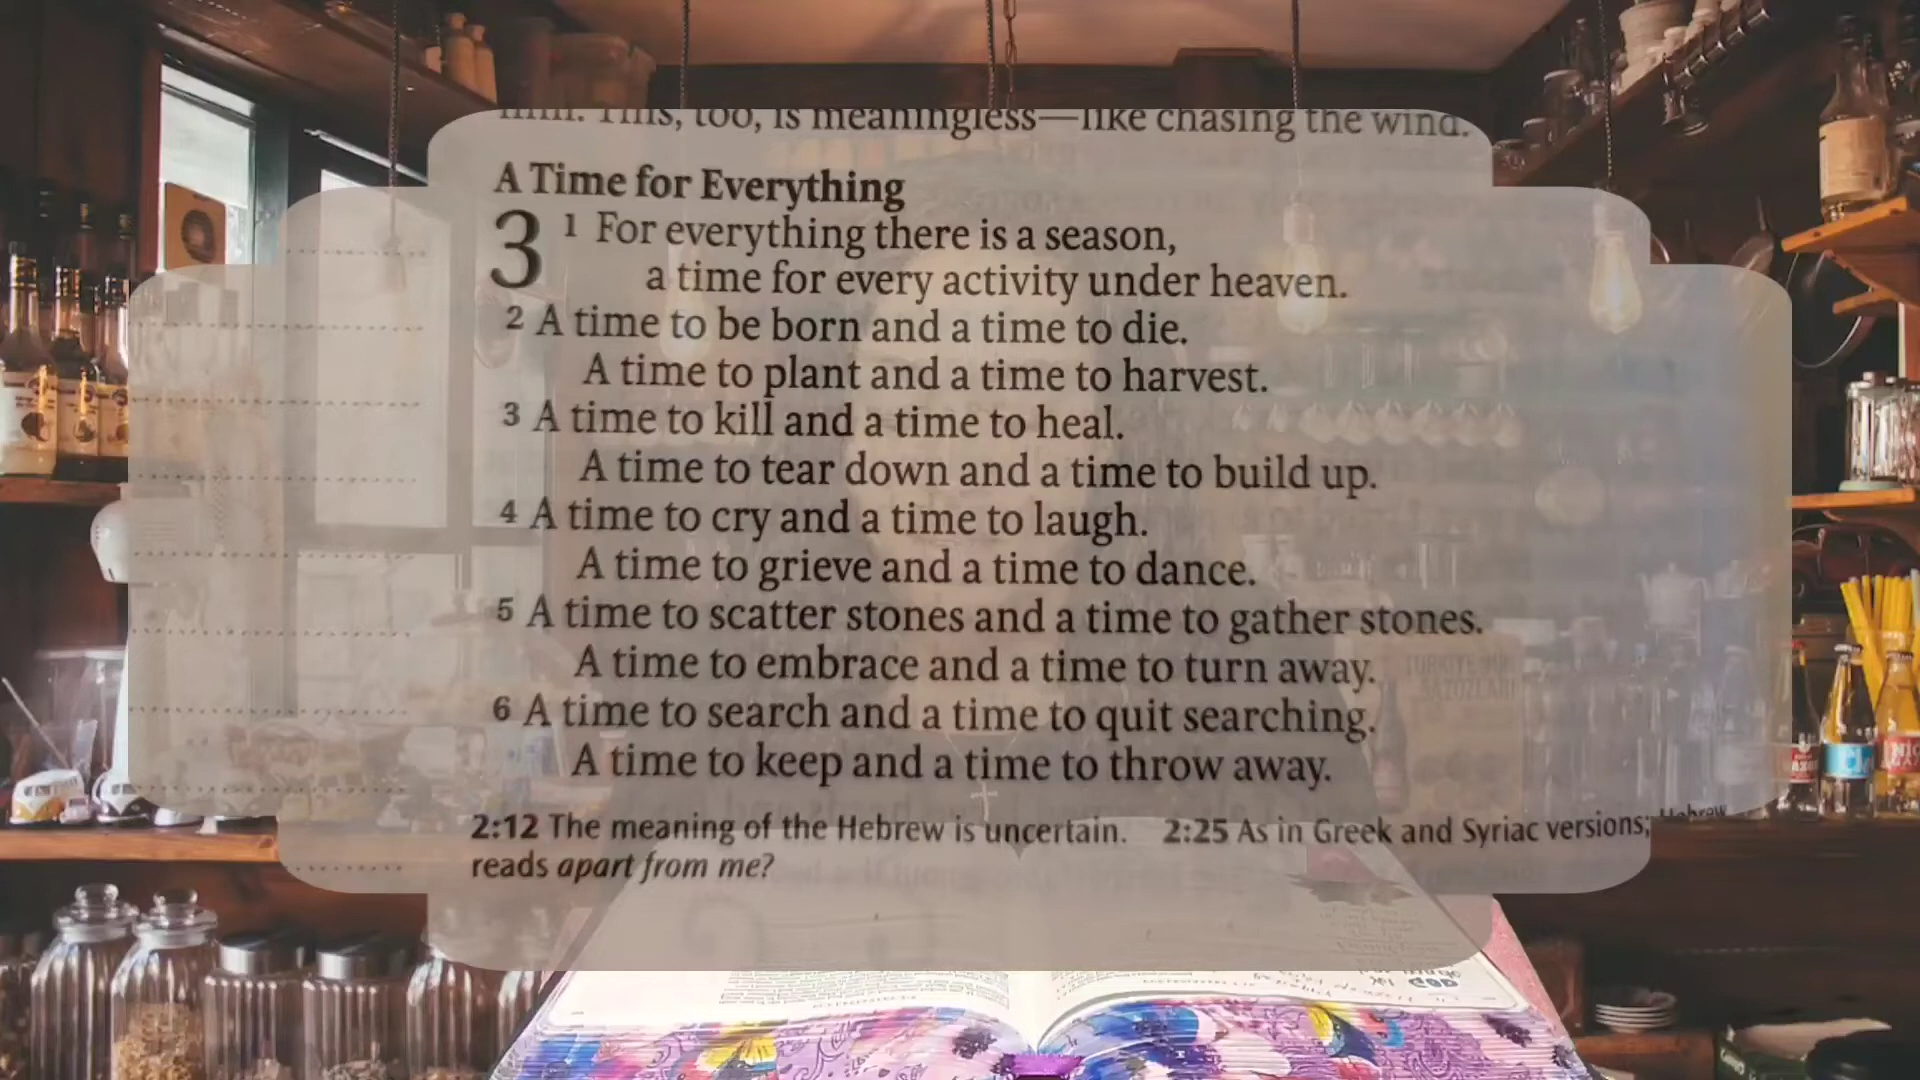 him. This, too, is meaningless—like chasing the wind.
A Time for Everything
3 1 For everything there is a season,
a time for every activity under heaven.
2 A time to be born and a time to die.
A time to plant and a time to harvest.
3 A time to kill and a time to heal.
A time to tear down and a time to build up.
4 A time to cry and a time to laugh.
A time to grieve and a time to dance.
5 A time to scatter stones and a time to gather stones.
A time to embrace and a time to turn away.
6 A time to search and a time to quit searching.
A time to keep and a time to throw away.
2:12 The meaning of the Hebrew is uncertain. 2:25 As in Greek and Syriac versions; Hebrew
reads apart from me?
GOD